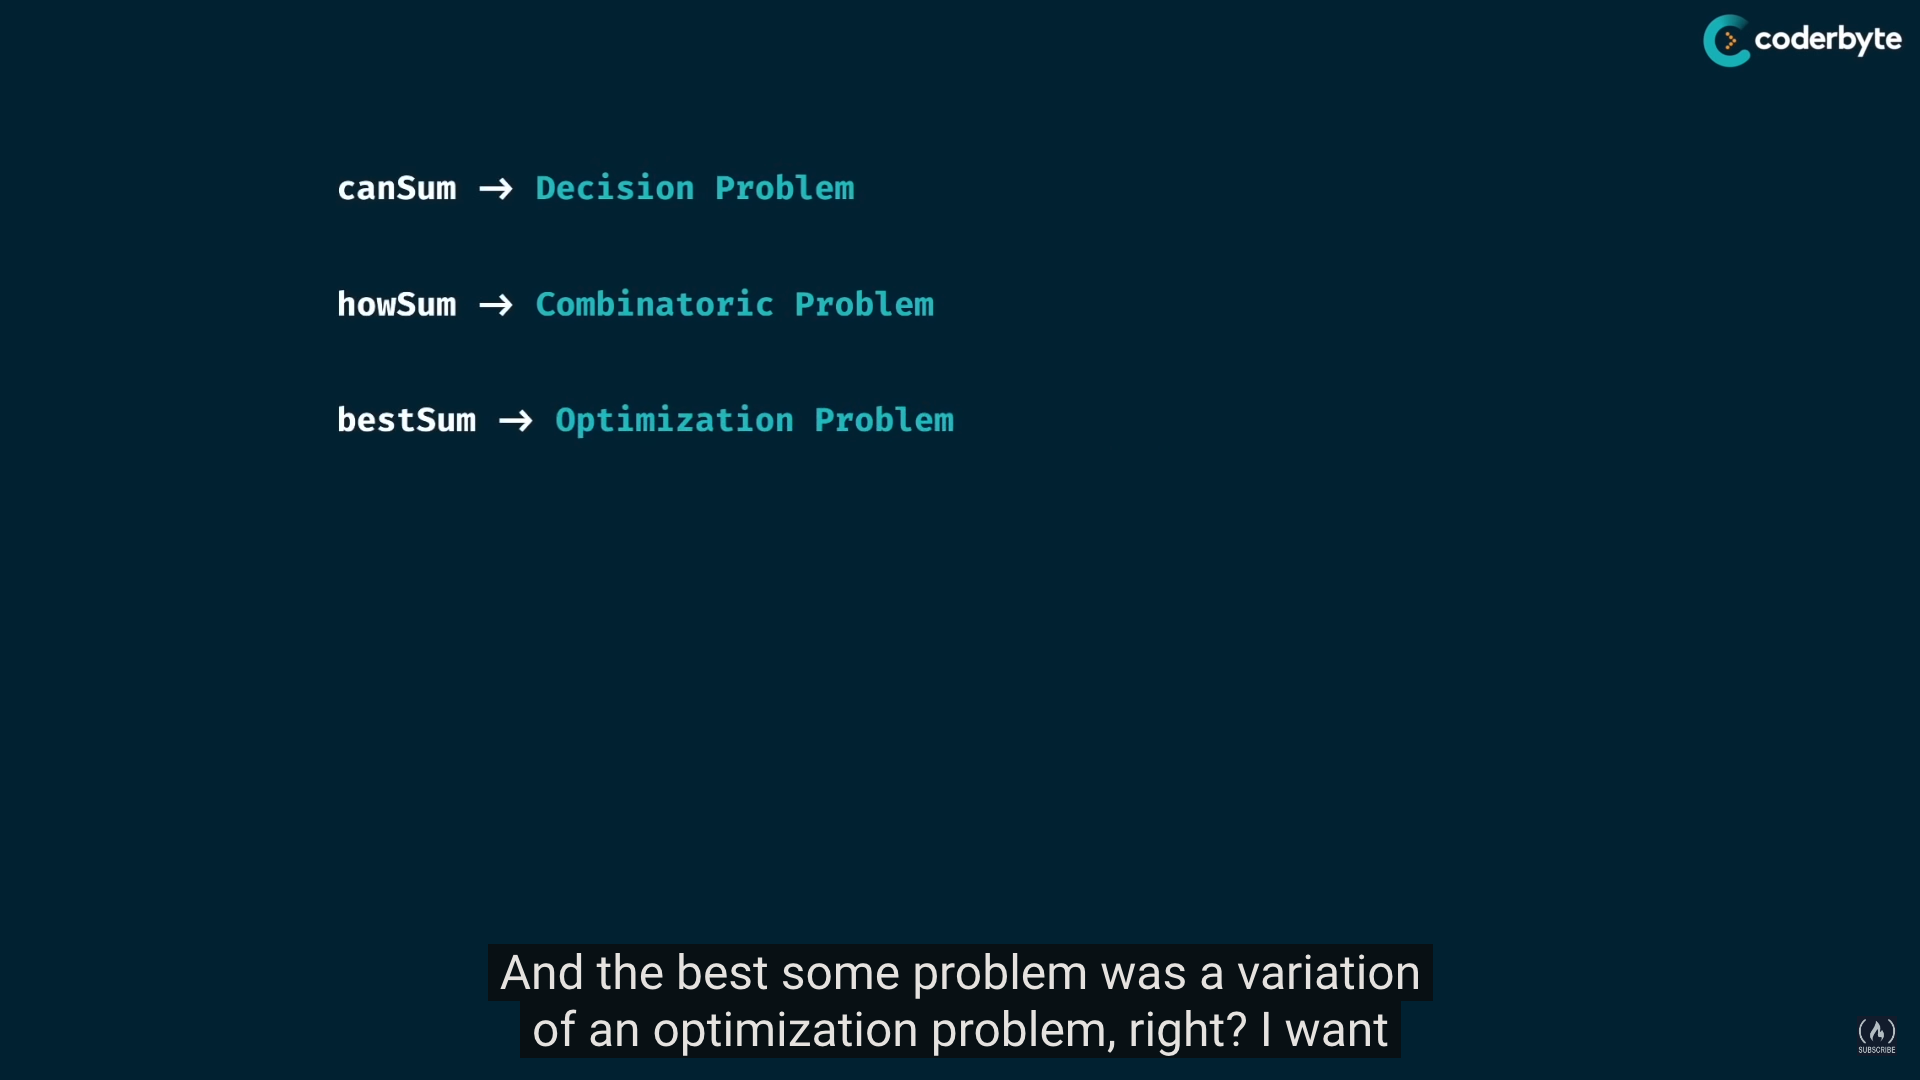 coderbyte
canSum → Decision Problem
howSum → Combinatoric Problem
bestSum → Optimization Problem
And the best some problem was a variation
of an optimization problem, right? I want
SUBSCRIBE